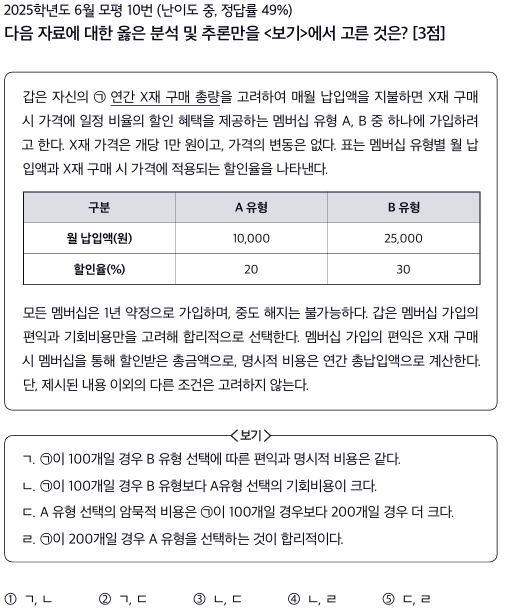 2025학년도 6월 모평 10번 (난이도 중, 정답률 49%)
다음 자료에 대한 옳은 분석 및 추론만을 <보기>에서 고른 것은? [3점]
갑은 자신의 ㉠ 연간 X재 구매 총량을 고려하여 매월 납입액을 지불하면 X재 구매
시 가격에 일정 비율의 할인 혜택을 제공하는 멤버십 유형 A, B 중 하나에 가입하려
고 한다. X재 가격은 개당 1만 원이고, 가격의 변동은 없다. 표는 멤버십 유형별 월 납
입액과 X재 구매 시 가격에 적용되는 할인율을 나타낸다.
구분 A 유형 B 유형
월 납입액(원) 10,000 25,000
할인율(%) 20 30
모든 멤버십은 1년 약정으로 가입하며, 중도 해지는 불가능하다. 갑은 멤버십 가입의
편익과 기회비용만을 고려해 합리적으로 선택한다. 멤버십 가입의 편익은 X재 구매
시 멤버십을 통해 할인받은 총금액으로, 명시적 비용은 연간 총납입액으로 계산한다.
단, 제시된 내용 이외의 다른 조건은 고려하지 않는다.
<보기>
ㄱ. ㉠이 100개일 경우 B 유형 선택에 따른 편익과 명시적 비용은 같다.
ㄴ. ㉠이 100개일 경우 B 유형보다 A유형 선택의 기회비용이 크다.
ㄷ. A 유형 선택의 암묵적 비용은 ㉠이 100개일 경우보다 200개일 경우 더 크다.
ㄹ. ㉠이 200개일 경우 A 유형을 선택하는 것이 합리적이다.
① ㄱ, ㄴ ② ㄱ, ㄷ ③ ㄴ, ㄷ ④ ㄴ, ㄹ ⑤ ㄷ, ㄹ